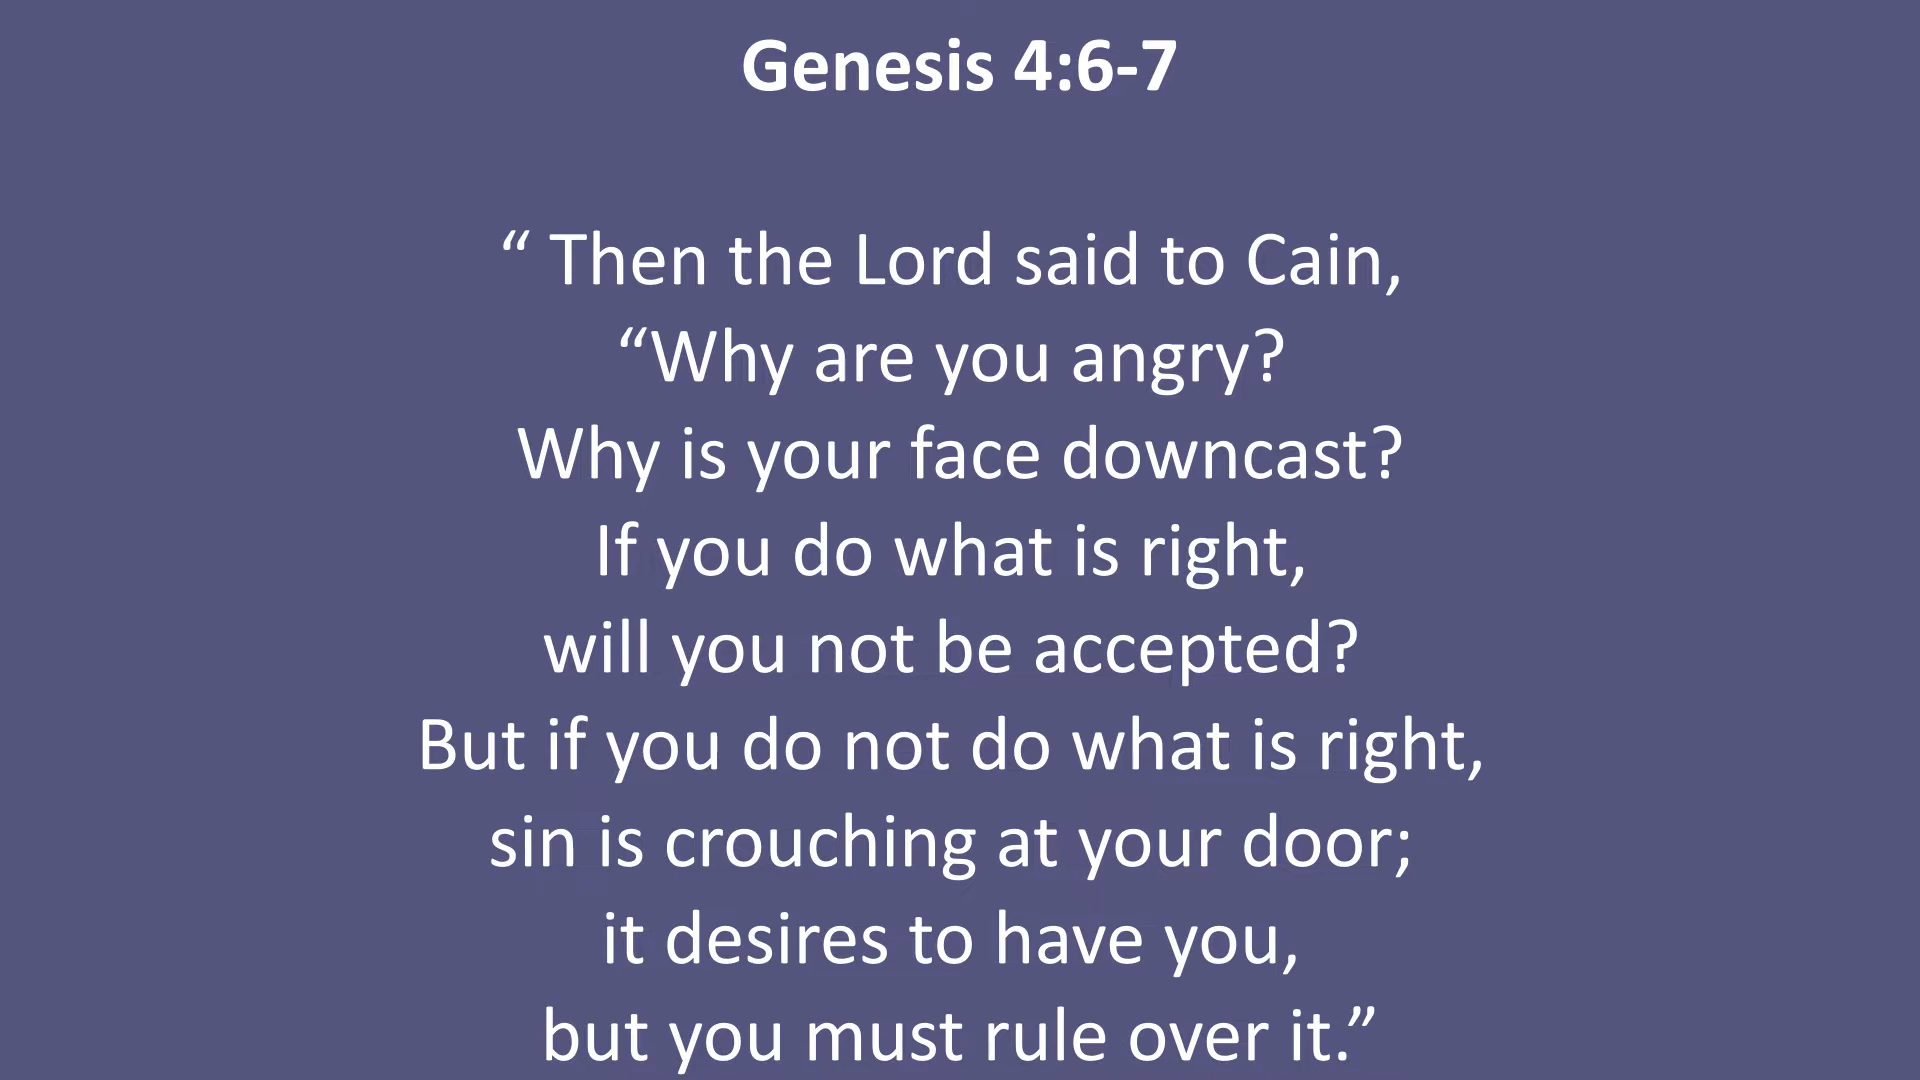 Genesis 4:6-7
“ Then the Lord said to Cain,
“Why are you angry?
Why is your face downcast?
If you do what is right,
will you not be accepted?
But if you do not do what is right,
sin is crouching at your door;
it desires to have you,
but you must rule over it.”